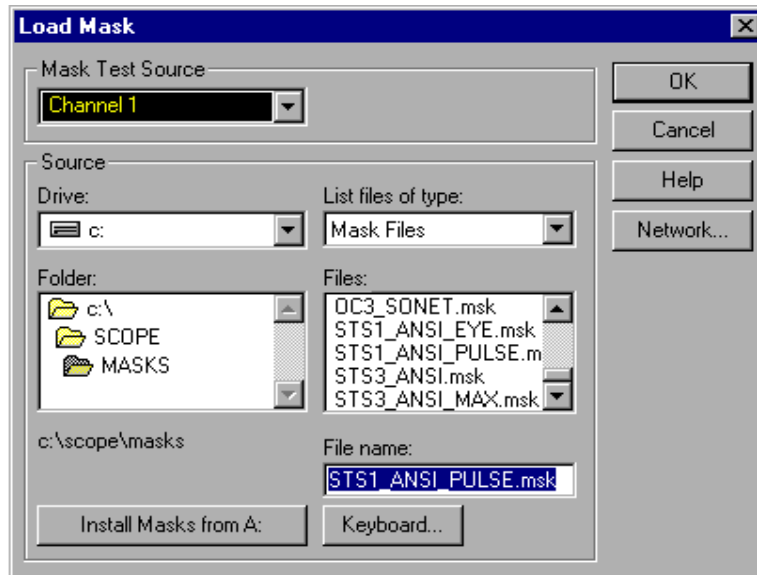 Load Mask
Mask Test Source
Channel 1
OK
Cancel
Help
Network...
Source
Drive:
c:
List files of type:
Mask Files
Folder:
c:\
SCOPE
MASKS
Files:
OC3_SONET.msk
STS1_ANSI_EYE.msk
STS1_ANSI_PULSE.m
STS3_ANSI.msk
STS3_ANSI_MAX.msk
c:\scope\masks
File name:
STS1_ANSI_PULSE.msk
Install Masks from A:
Keyboard...